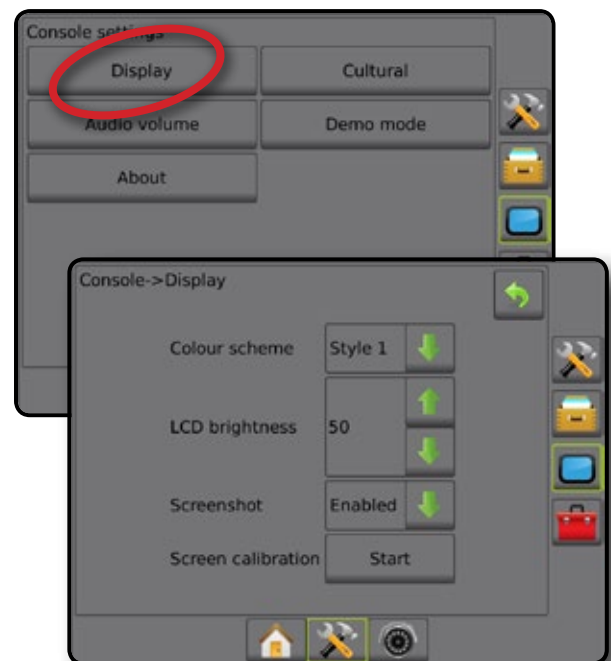 Console settings
Display
Cultural
Audio volume
Demo mode
About
Console->Display
Colour scheme
Style 1
LCD brightness
50
Screenshot
Enabled
Screen calibration
Start